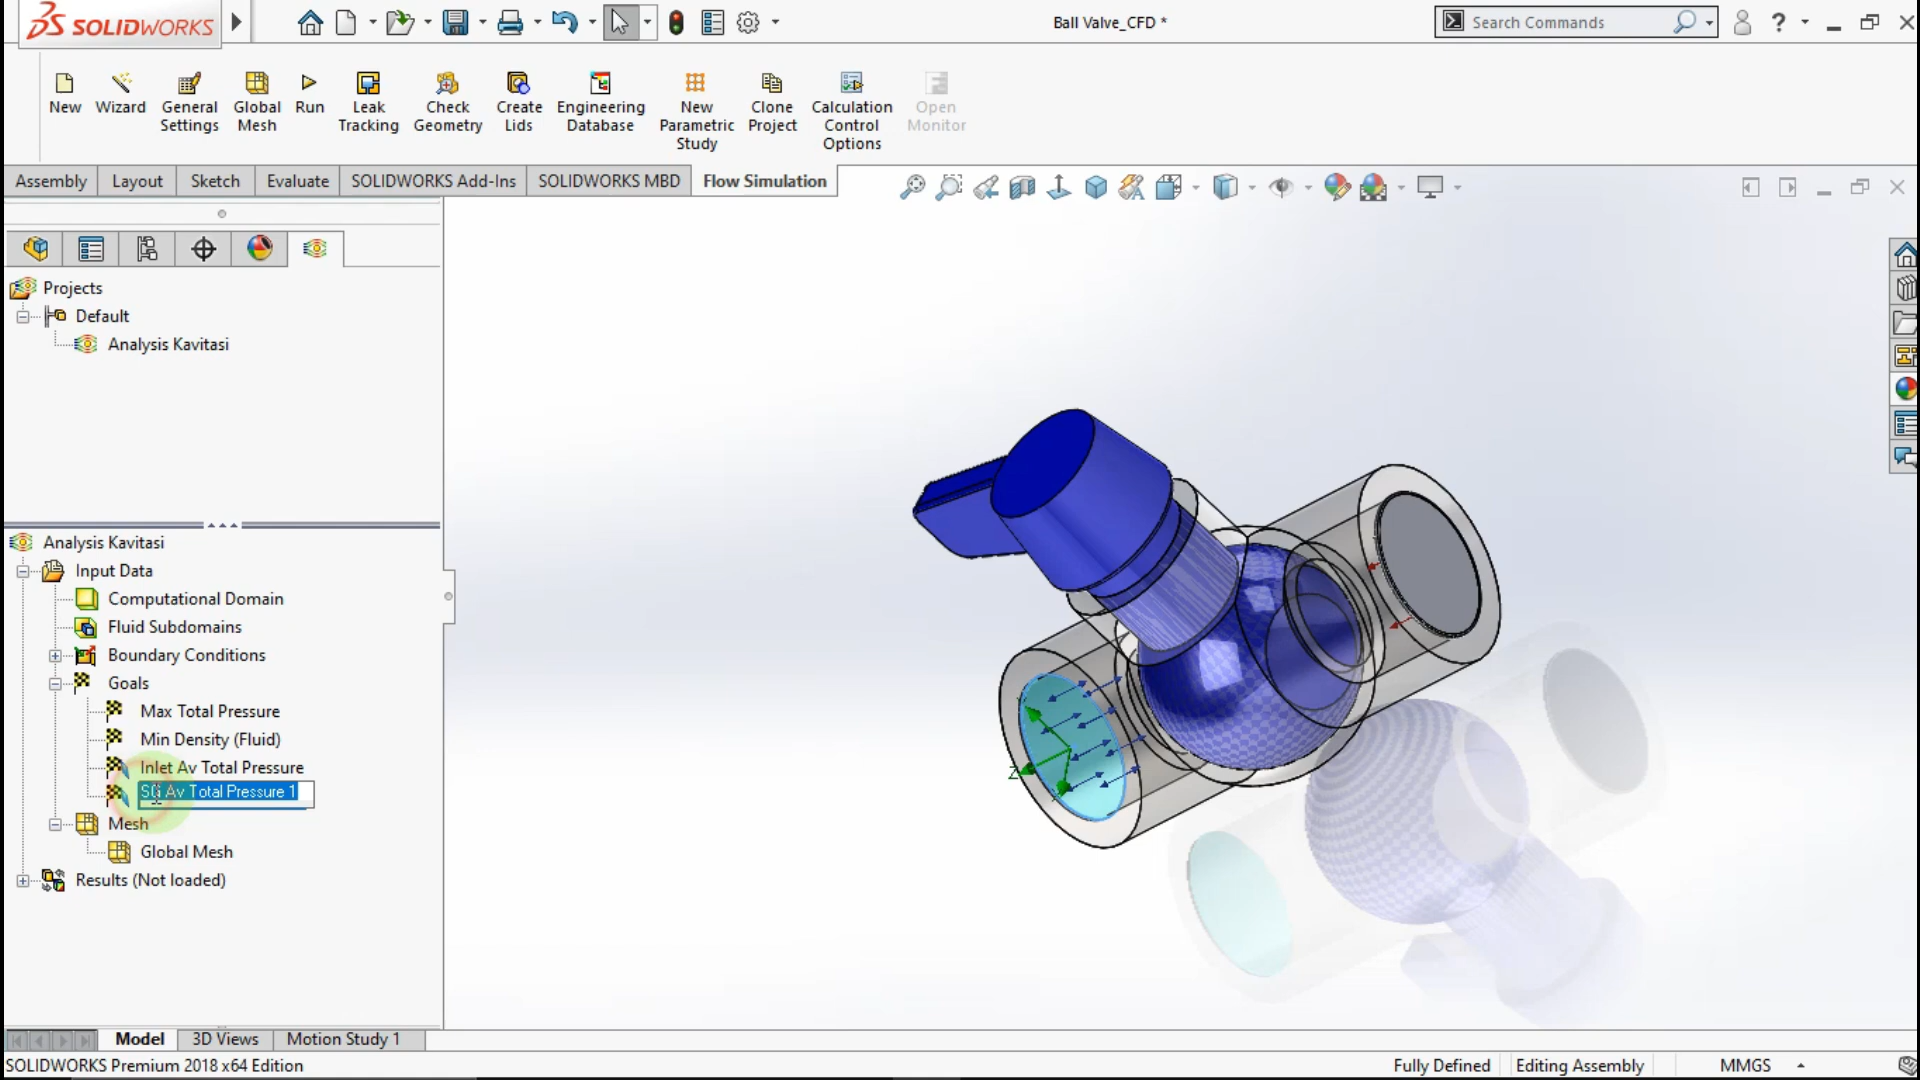 SOLIDWORKS
Ball Valve_CFD *
Search Commands
?
New
Wizard
General
Settings
Global
Mesh
Run
Leak
Tracking
Check
Geometry
Create
Lids
Engineering
Database
New
Parametric
Study
Clone
Project
Calculation
Control
Options
Open
Monitor
Assembly
Layout
Sketch
Evaluate
SOLIDWORKS Add-Ins
SOLIDWORKS MBD
Flow Simulation
Projects
Default
Analysis Kavitasi
Analysis Kavitasi
Input Data
Computational Domain
Fluid Subdomains
Boundary Conditions
Goals
Max Total Pressure
Min Density (Fluid)
Inlet Av Total Pressure
SG Av Total Pressure 1
Mesh
Global Mesh
Results (Not loaded)
Z
Model
3D Views
Motion Study 1
SOLIDWORKS Premium 2018 x64 Edition
Fully Defined
Editing Assembly
MMGS